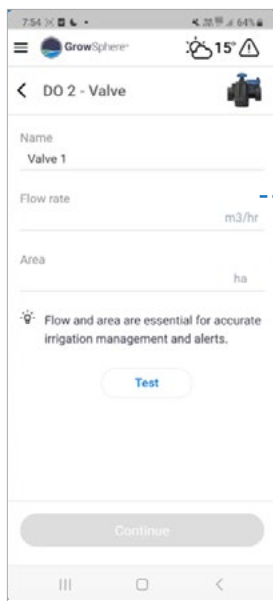 7:54
64%
GrowSphere
15°
DO 2 - Valve
Name
Valve 1
Flow rate
m3/hr
Area
ha
Flow and area are essential for accurate
irrigation management and alerts.
Test
Continue